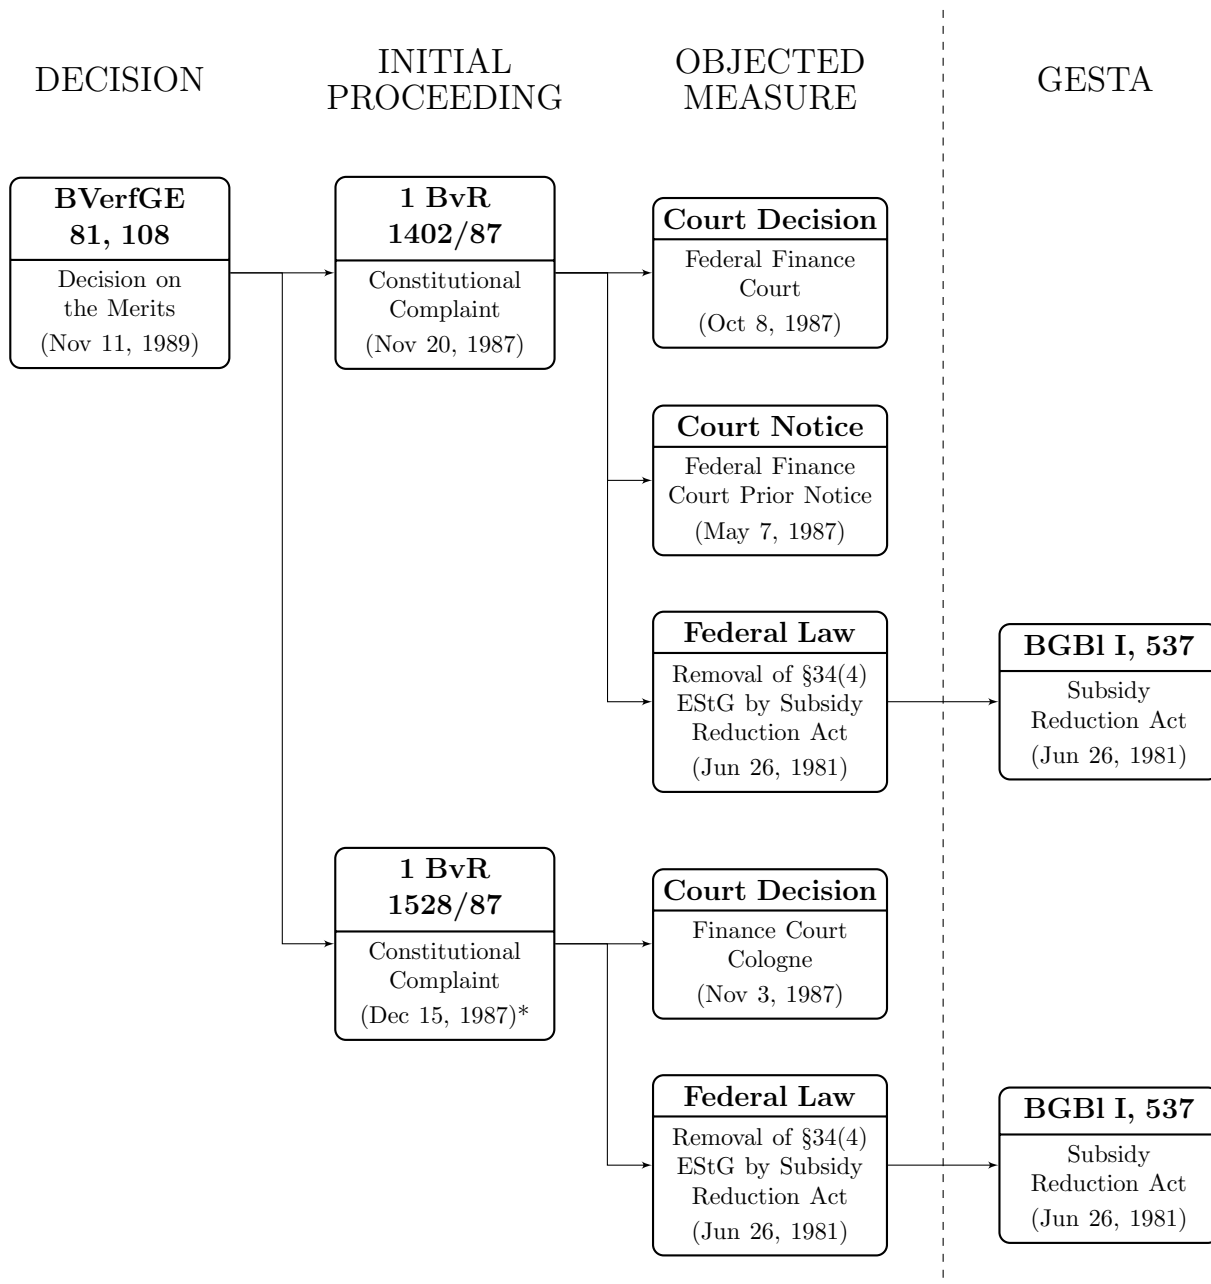 DECISION
INITIAL
PROCEEDING
OBJECTED
MEASURE
GESTA
BVerfGE
81, 108
Decision on
the Merits
(Nov 11, 1989)
1 BvR
1402/87
Constitutional
Complaint
(Nov 20, 1987)
Court Decision
Federal Finance
Court
(Oct 8, 1987)
Court Notice
Federal Finance
Court Prior Notice
(May 7, 1987)
Federal Law
Removal of §34(4)
EStG by Subsidy
Reduction Act
(Jun 26, 1981)
BGBl I, 537
Subsidy
Reduction Act
(Jun 26, 1981)
1 BvR
1528/87
Constitutional
Complaint
(Dec 15, 1987)*
Court Decision
Finance Court
Cologne
(Nov 3, 1987)
Federal Law
Removal of §34(4)
EStG by Subsidy
Reduction Act
(Jun 26, 1981)
BGBl I, 537
Subsidy
Reduction Act
(Jun 26, 1981)